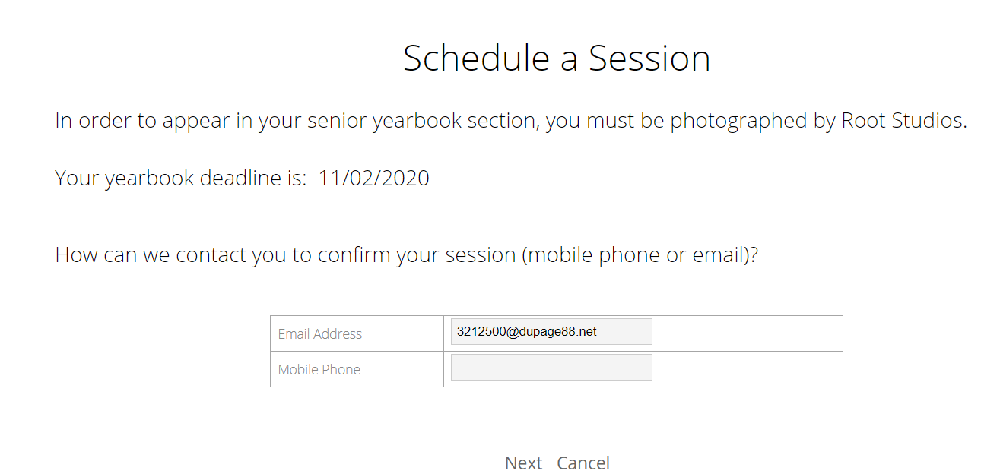 Schedule a Session
In order to appear in your senior yearbook section, you must be photographed by Root Studios.
Your yearbook deadline is: 11/02/2020
How can we contact you to confirm your session (mobile phone or email)?
Email Address 3212500@dupage88.net
Mobile Phone
Next Cancel